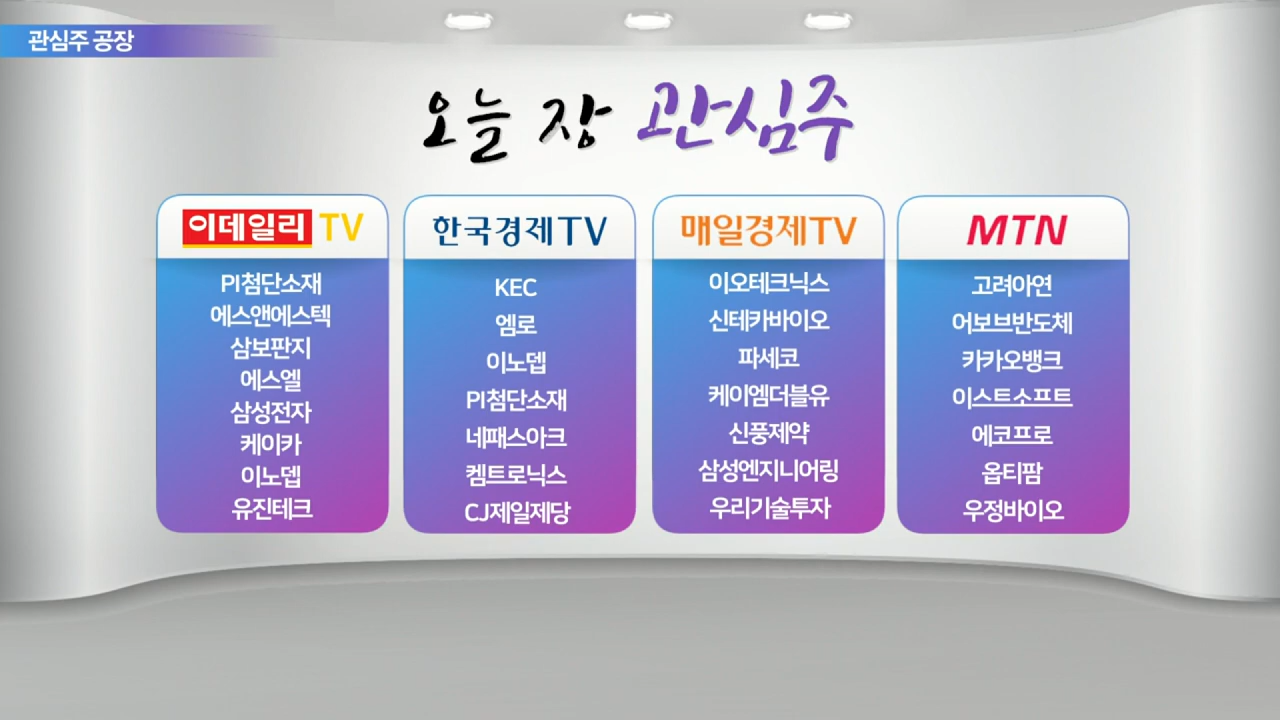 관심주 공장
오늘 장 관심주
이데일리 TV
PI첨단소재
에스앤에스텍
삼보판지
에스엘
삼성전자
케이카
이노뎁
유진테크
한국경제TV
KEC
엠로
이노뎁
PI첨단소재
네패스아크
켐트로닉스
CJ제일제당
매일경제TV
이오테크닉스
신테카바이오
파세코
케이엠더블유
신풍제약
삼성엔지니어링
우리기술투자
MTN
고려아연
어보브반도체
카카오뱅크
이스트소프트
에코프로
옵티팜
우정바이오